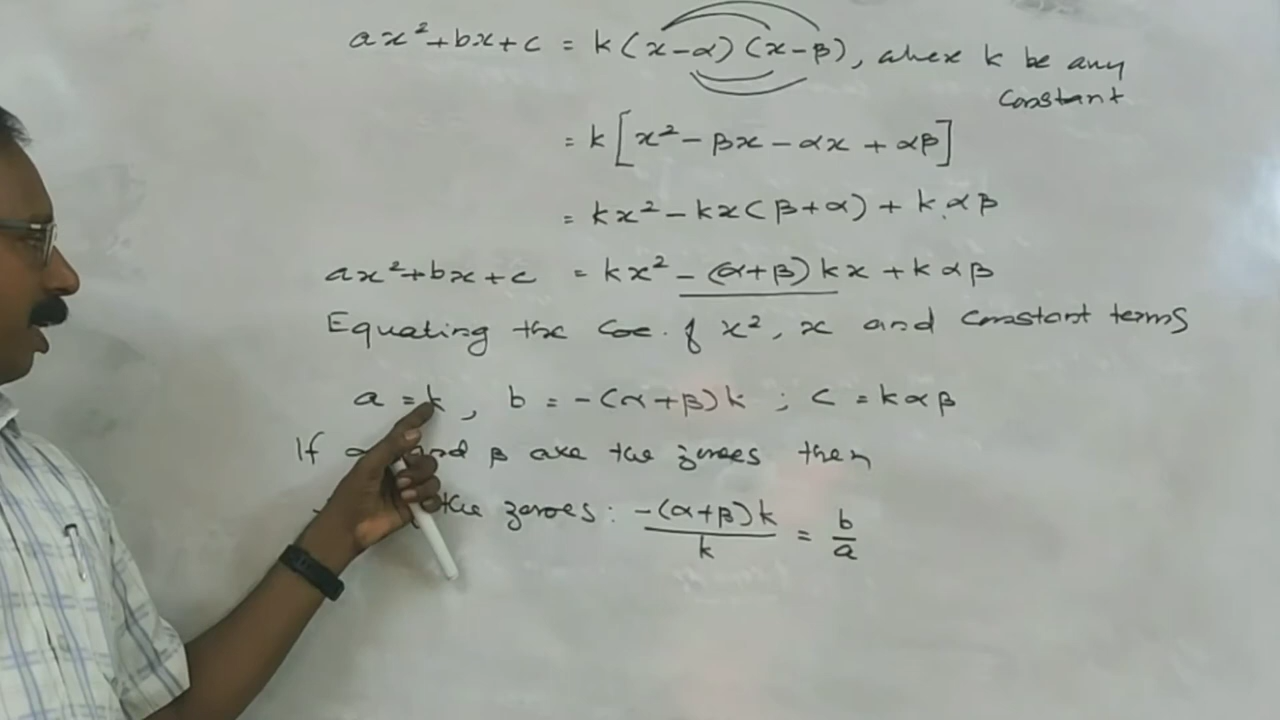 ax²+bx+c = k(x-α)(x-β), where k be any
constant
= k[x²-βx-αx+αβ]
= kx²-kx(β+α)+k.αβ
ax²+bx+c = kx²-(α+β)kx+kαβ
Equating the coe. of x², x and constant terms
a = k, b = -(α+β)k ; c = kαβ
If α and β are the zeroes then
the zeroes: -(α+β)k/k = b/a